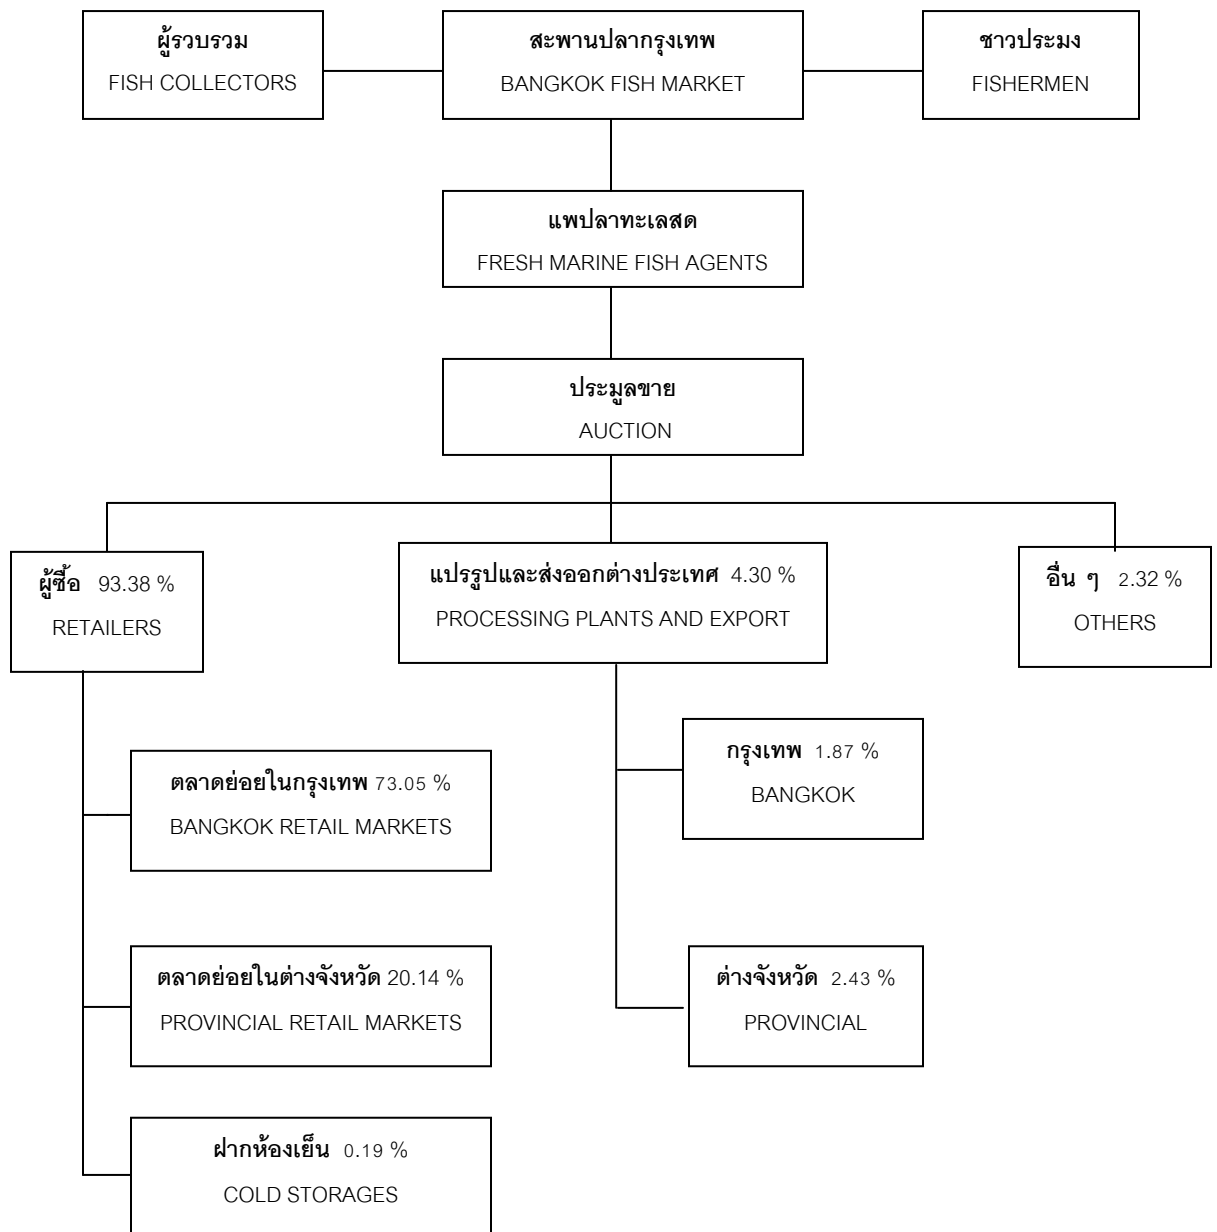 ผู้รวบรวม
FISH COLLECTORS
สะพานปลากรุงเทพ
BANGKOK FISH MARKET
ชาวประมง
FISHERMEN
แพปลาทะเลสด
FRESH MARINE FISH AGENTS
ประมูลขาย
AUCTION
ผู้ซื้อ 93.38 %
RETAILERS
แปรรูปและส่งออกต่างประเทศ 4.30 %
PROCESSING PLANTS AND EXPORT
อื่น ๆ 2.32 %
OTHERS
ตลาดย่อยในกรุงเทพ 73.05 %
BANGKOK RETAIL MARKETS
กรุงเทพ 1.87 %
BANGKOK
ตลาดย่อยในต่างจังหวัด 20.14 %
PROVINCIAL RETAIL MARKETS
ต่างจังหวัด 2.43 %
PROVINCIAL
ฝากห้องเย็น 0.19 %
COLD STORAGES